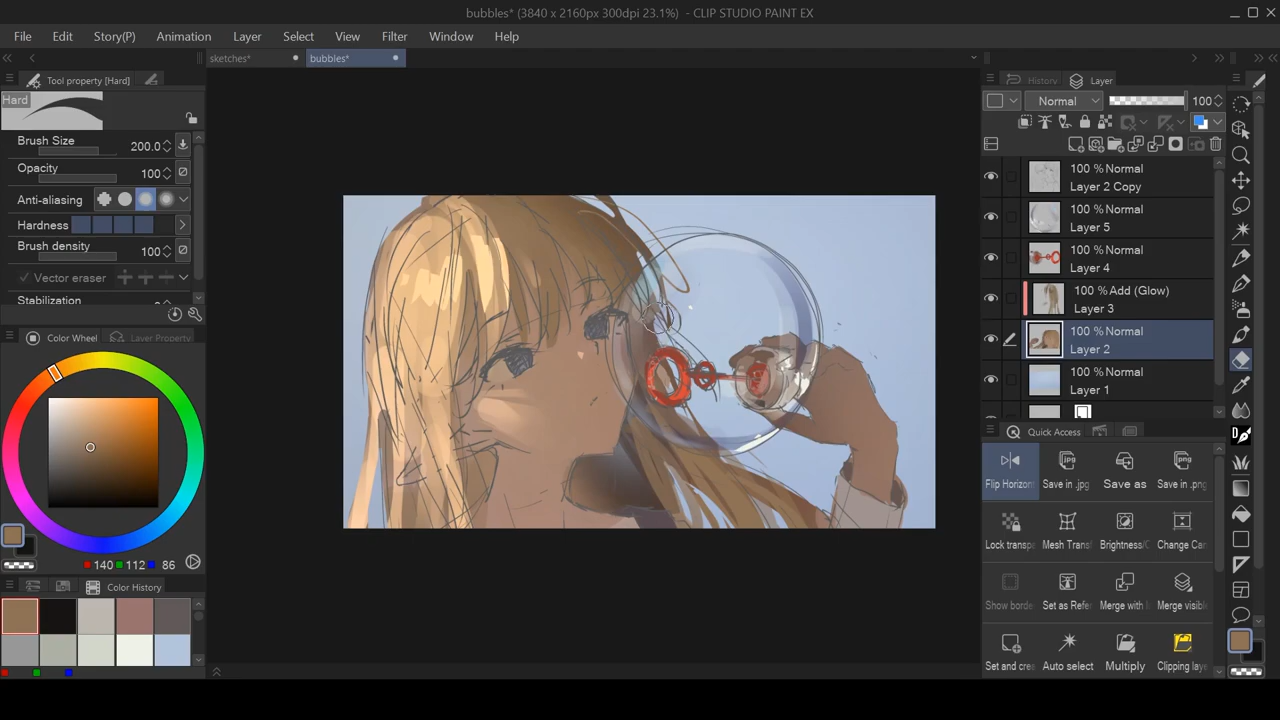 bubbles* (3840 x 2160px 300dpi 23.1%) - CLIP STUDIO PAINT EX
File Edit Story(P) Animation Layer Select View Filter Window Help
sketches* bubbles*
Tool property [Hard]
Hard
Brush Size 200.0
Opacity 100
Anti-aliasing
Hardness
Brush density 100
Vector eraser
Stabilization
Color Wheel Layer Property
140 112 86
Color History
History Layer
Normal 100
100 % Normal
Layer 2 Copy
100 % Normal
Layer 5
100 % Normal
Layer 4
100 % Add (Glow)
Layer 3
100 % Normal
Layer 2
100 % Normal
Layer 1
Quick Access
Flip Horizon Save in .jpg Save as Save in .png
Lock transp Mesh Trans Brightness/C Change Can
Show borde Set as Refer Merge with l Merge visibl
Set and crea Auto select Multiply Clipping laye